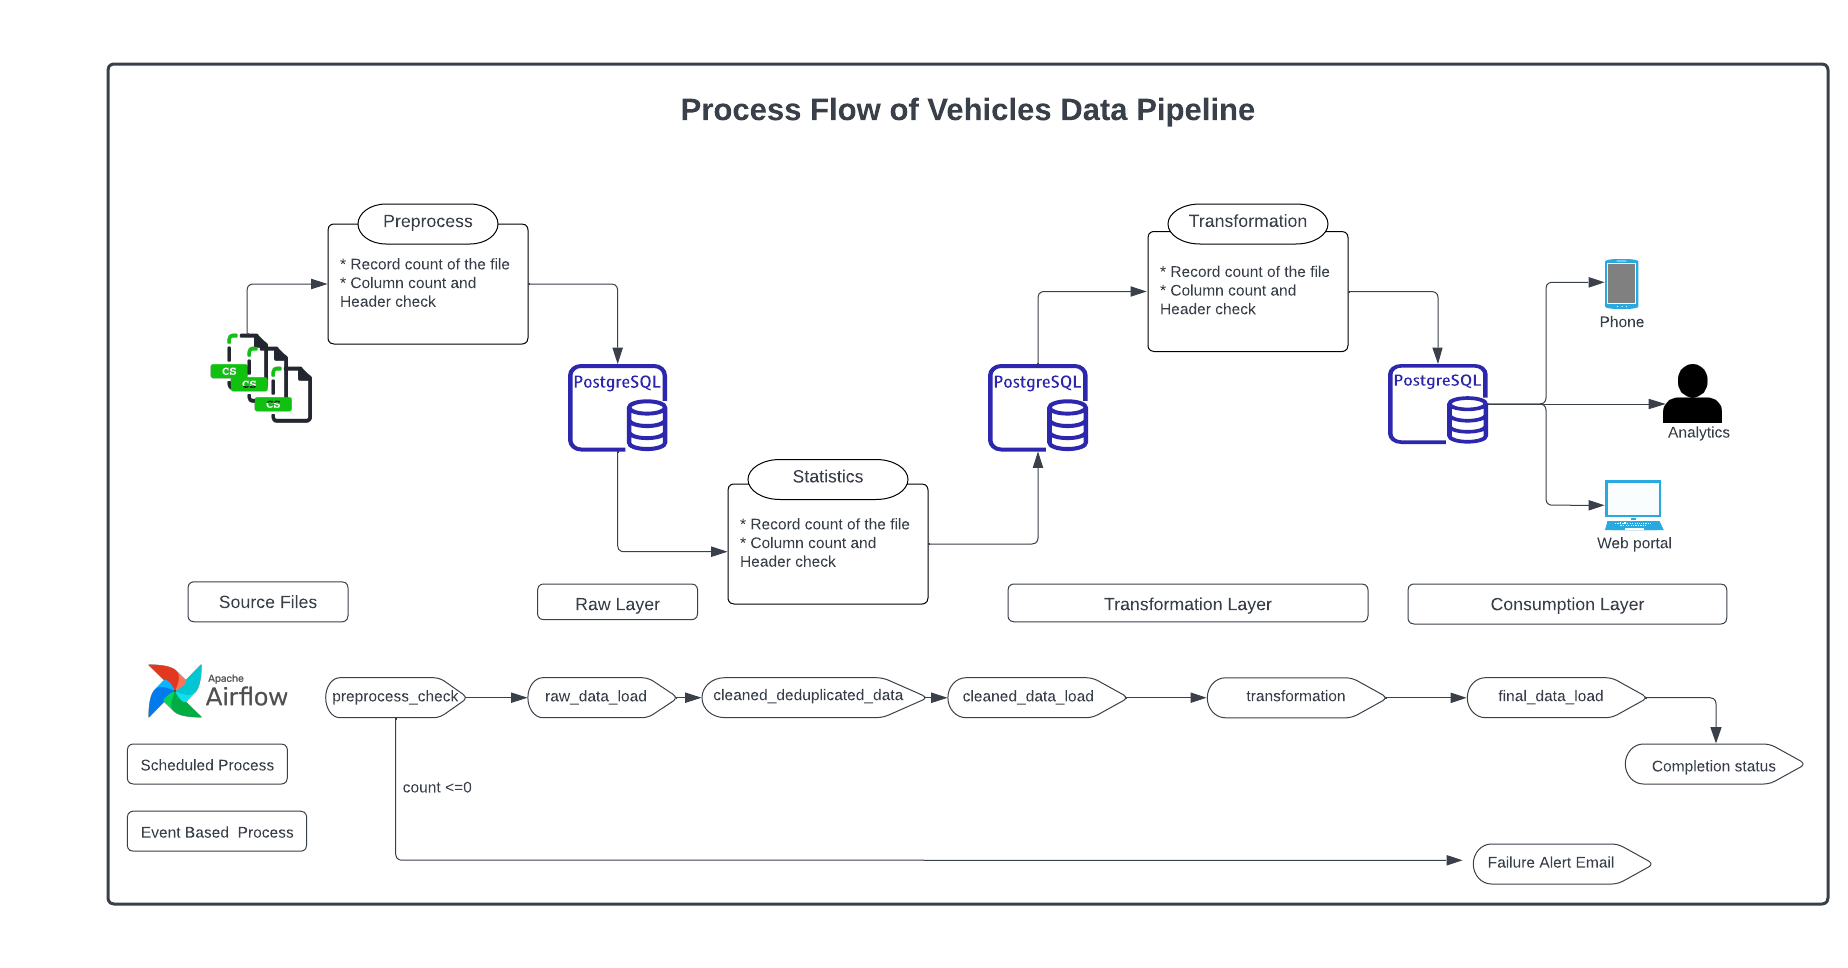 Process Flow of Vehicles Data Pipeline
Preprocess
* Record count of the file
* Column count and
Header check
Transformation
* Record count of the file
* Column count and
Header check
Phone
CS
CS
CS
PostgreSQL
PostgreSQL
PostgreSQL
Analytics
Statistics
* Record count of the file
* Column count and
Header check
Web portal
Source Files
Raw Layer
Transformation Layer
Consumption Layer
Apache
Airflow
preprocess_check
raw_data_load
cleaned_deduplicated_data
cleaned_data_load
transformation
final_data_load
Scheduled Process
Completion status
count <=0
Event Based  Process
Failure Alert Email